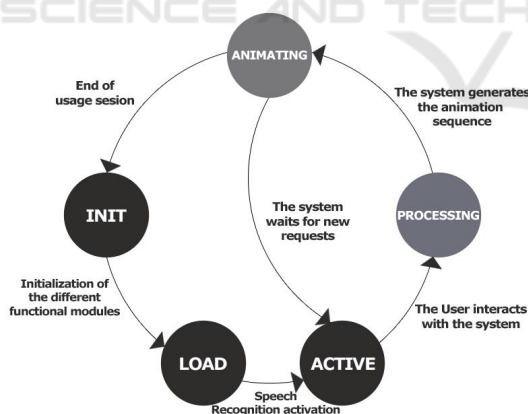 SCIENCE AND TECH
ANIMATING
End of
usage sesion
The system generates
the animation
sequence
INIT
The system
waits for new
requests
PROCESSING
Initialization of
the different
functional modules
The User interacts
with the system
LOAD
ACTIVE
Speech
Recognition activation